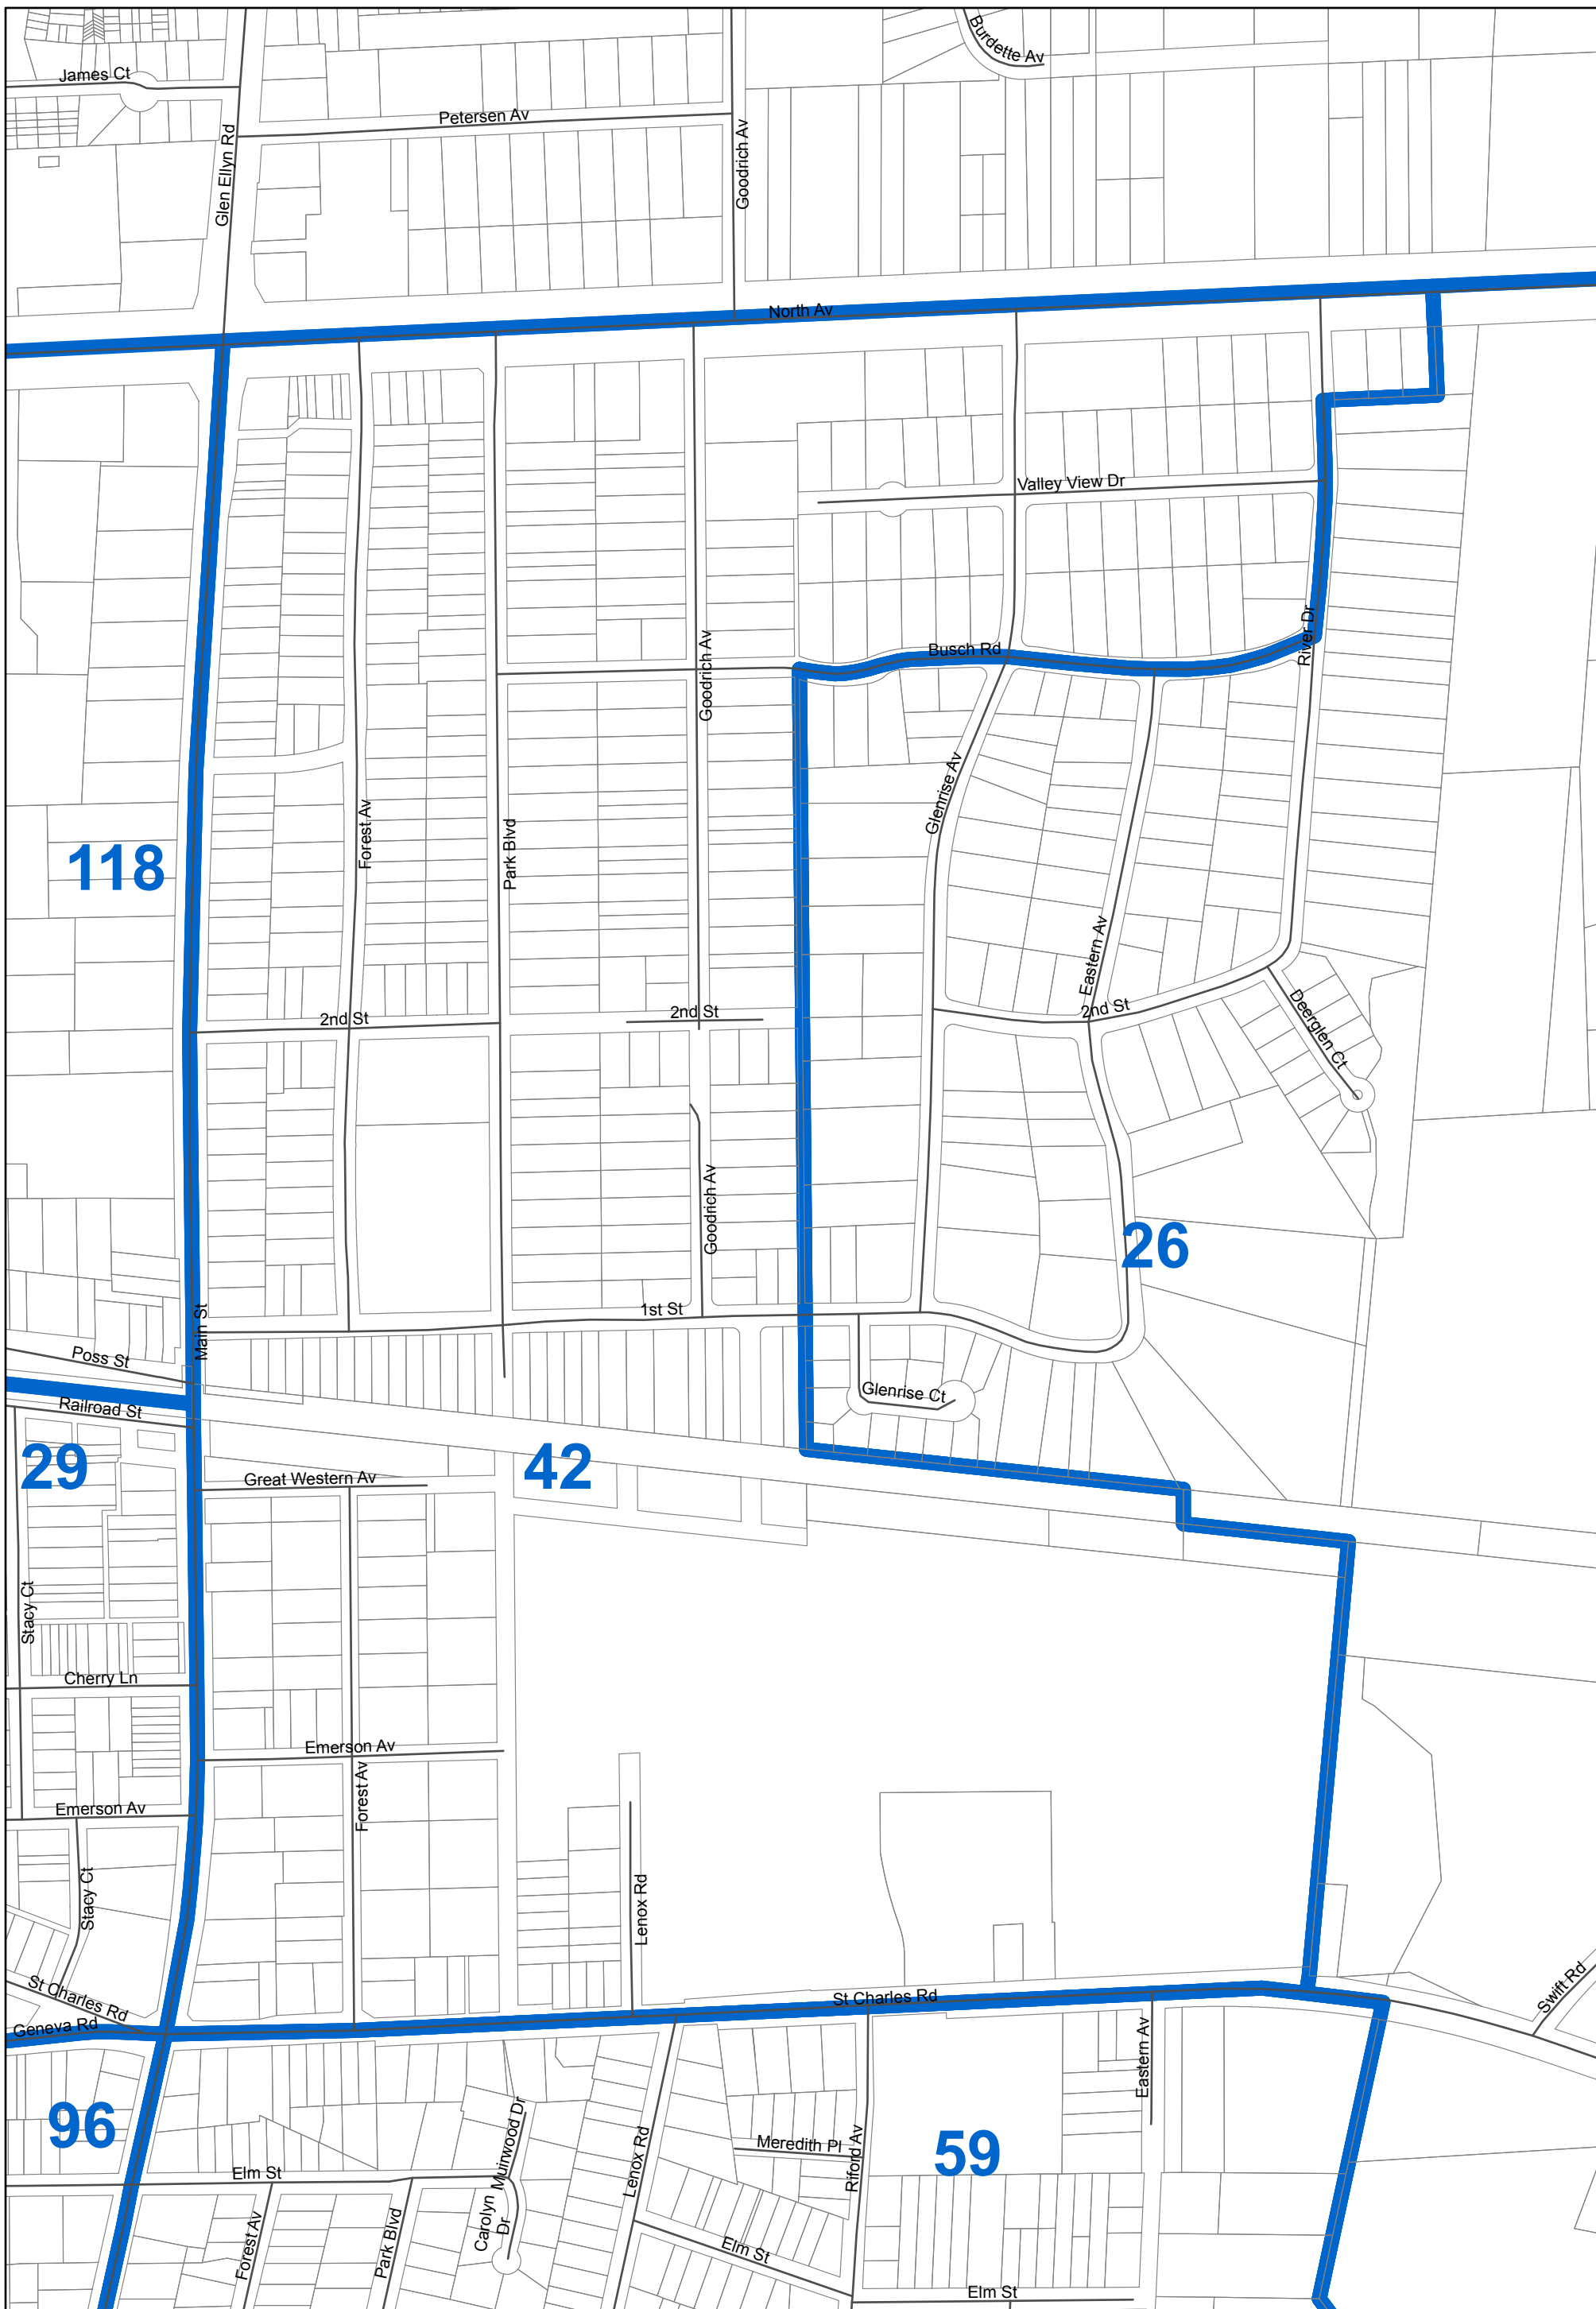 Burdette Av
James Ct
Petersen Av
Glen Ellyn Rd
Goodrich Av
North Av
Valley View Dr
River Dr
Busch Rd
Goodrich Av
Glenrise Av
Forest Av
Park Blvd
118
Eastern Av
2nd St
2nd St
2nd St
Deerglen Ct
Goodrich Av
26
1st St
Main St
Poss St
Glenrise Ct
Railroad St
29
42
Great Western Av
Stacy Ct
Cherry Ln
Emerson Av
Forest Av
Emerson Av
Stacy Ct
Lenox Rd
St Charles Rd
St Charles Rd
Swift Rd
Geneva Rd
Eastern Av
96
Muirwood Dr
Lenox Rd
Meredith Pl
Riford Av
59
Elm St
Forest Av
Park Blvd
Carolyn
Dr
Elm St
Elm St